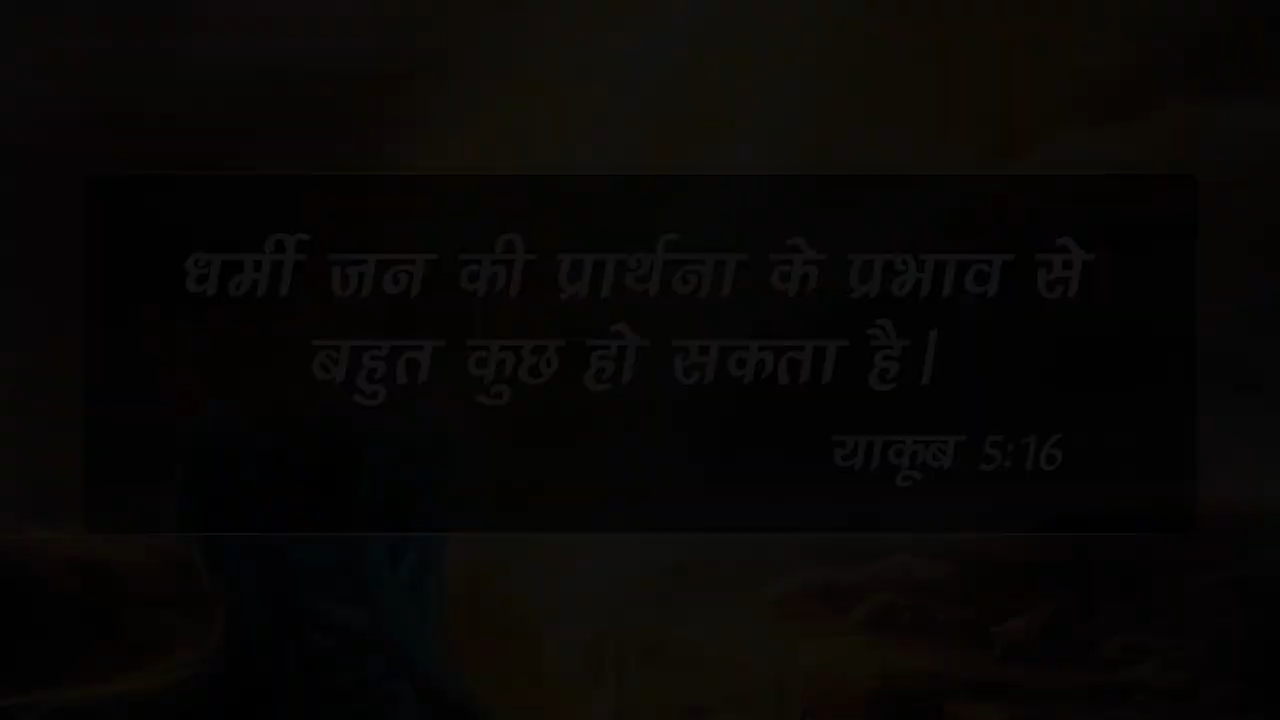 धर्मी जन की प्रार्थना के प्रभाव से
बहुत कुछ हो सकता है।
याकूब 5:16